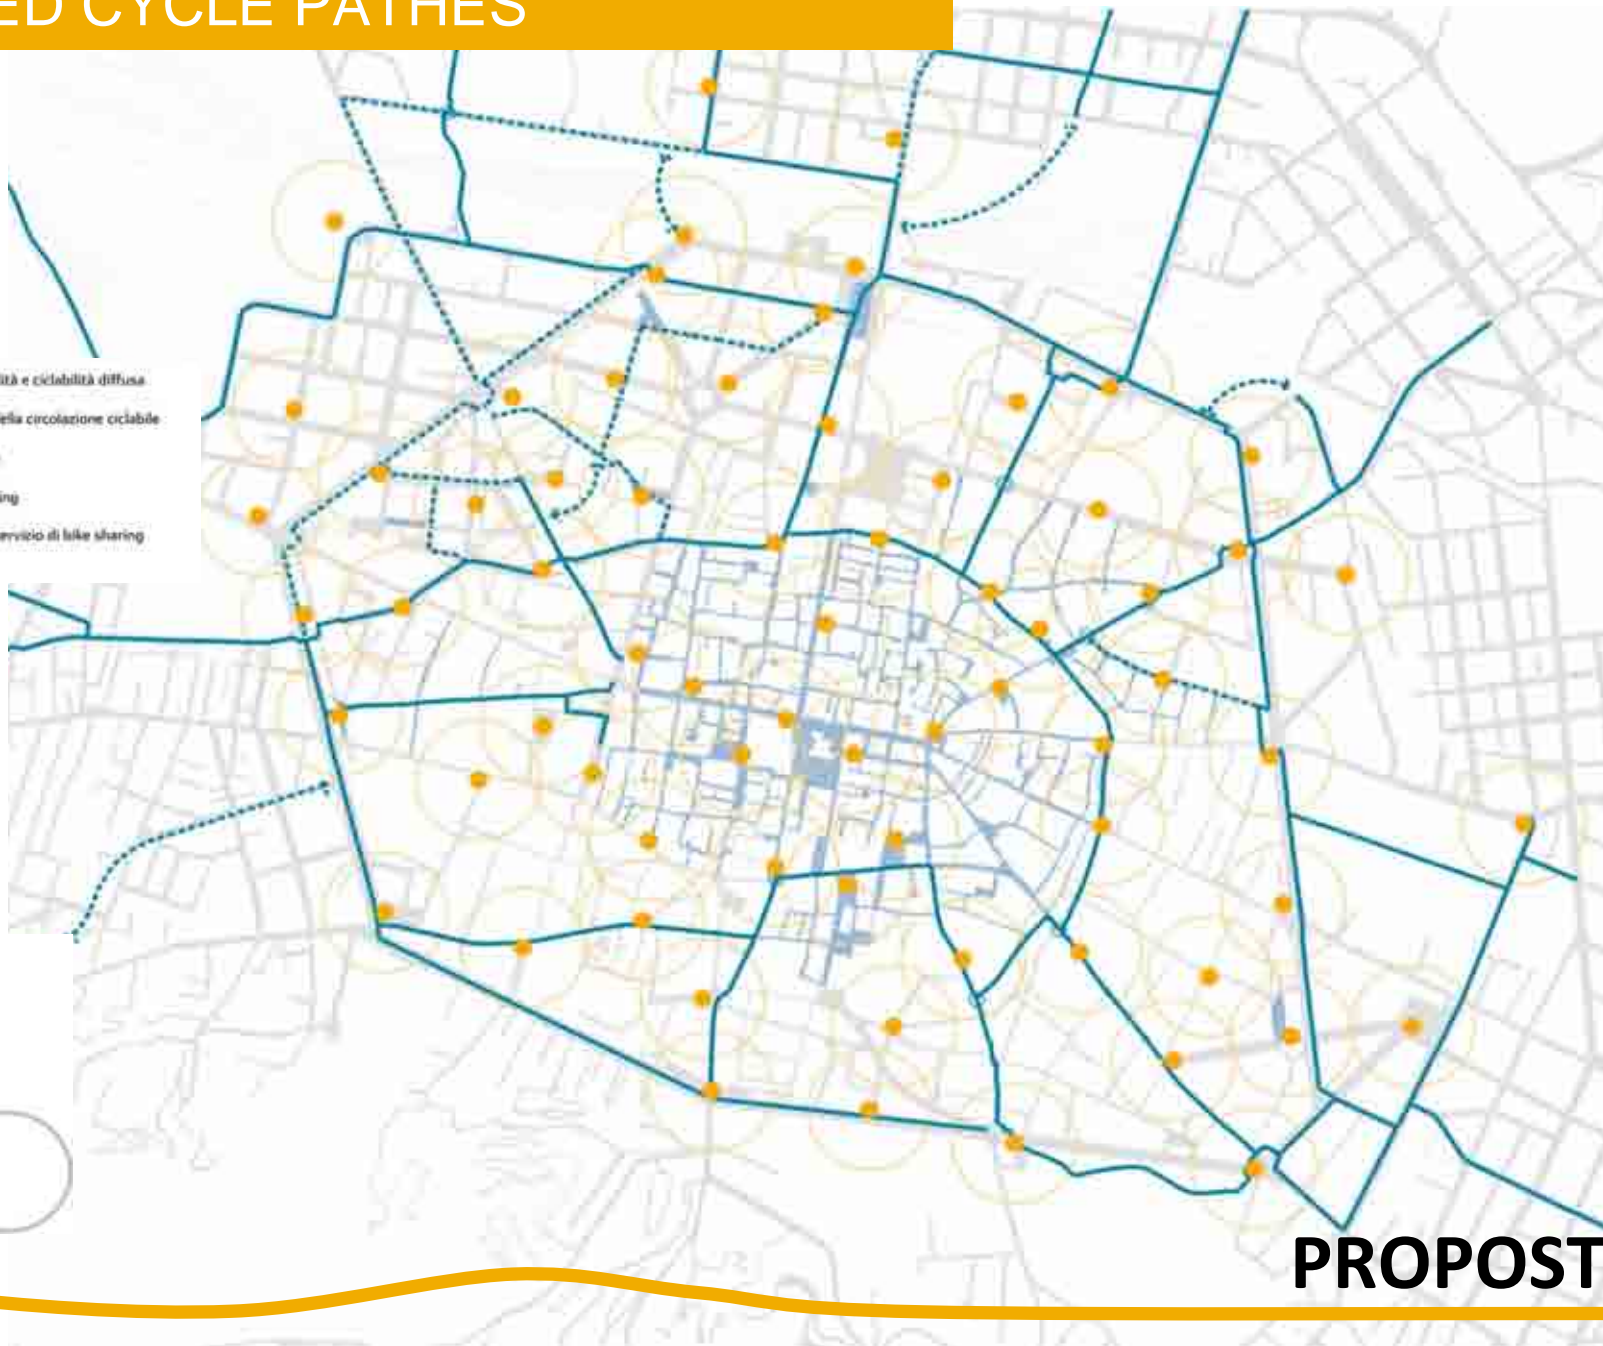 ED CYCLE PATHES
ità e ciclabilità diffusa
ella circolazione ciclabile
ing
ervizio di bike sharing
PROPOST